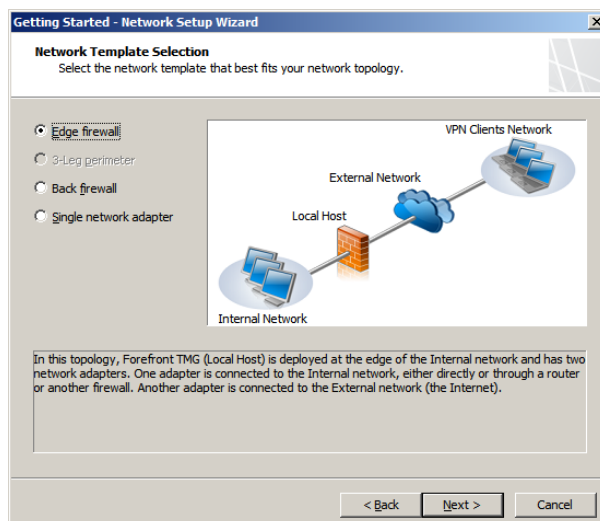 Getting Started - Network Setup Wizard
Network Template Selection
Select the network template that best fits your network topology.
Edge firewall
3-Leg perimeter
Back firewall
Single network adapter
VPN Clients Network
External Network
Local Host
Internal Network
In this topology, Forefront TMG (Local Host) is deployed at the edge of the Internal network and has two
network adapters. One adapter is connected to the Internal network, either directly or through a router
or another firewall. Another adapter is connected to the External network (the Internet).
< Back
Next >
Cancel